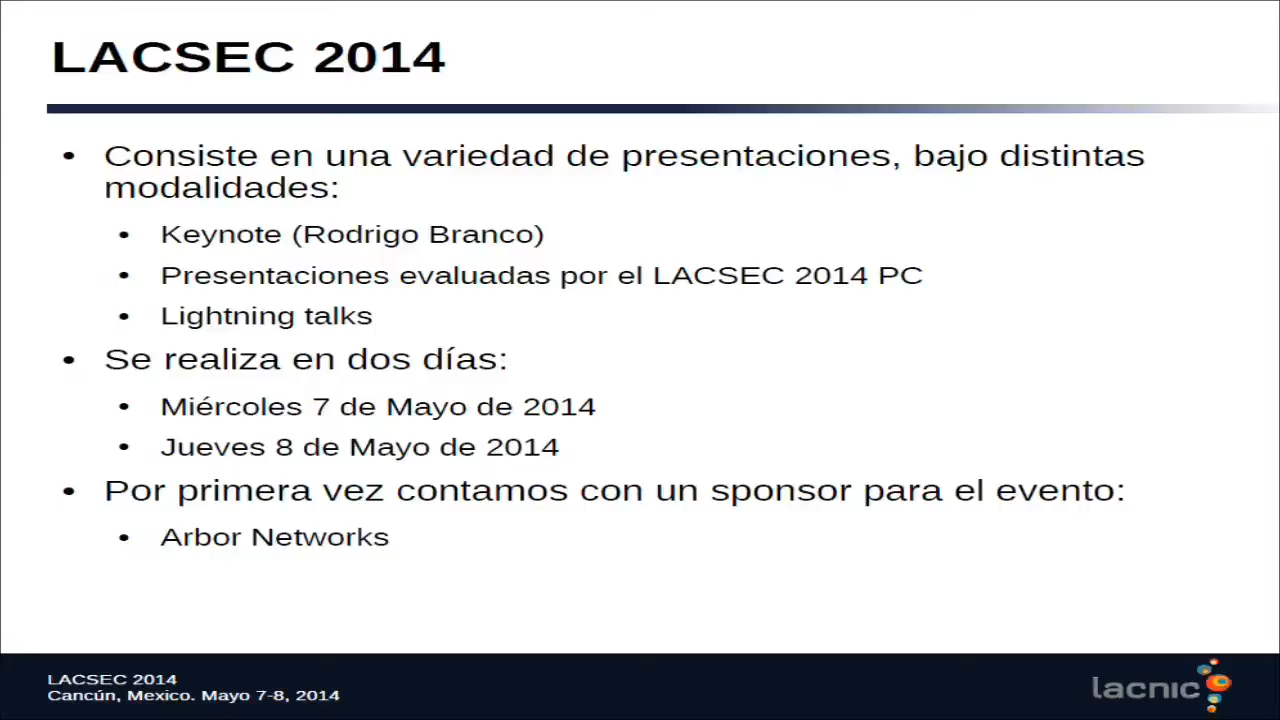 LACSEC 2014
• Consiste en una variedad de presentaciones, bajo distintas
modalidades:
• Keynote (Rodrigo Branco)
• Presentaciones evaluadas por el LACSEC 2014 PC
• Lightning talks
• Se realiza en dos días:
• Miércoles 7 de Mayo de 2014
• Jueves 8 de Mayo de 2014
• Por primera vez contamos con un sponsor para el evento:
• Arbor Networks
LACSEC 2014
Cancún, Mexico. Mayo 7-8, 2014
lacnic